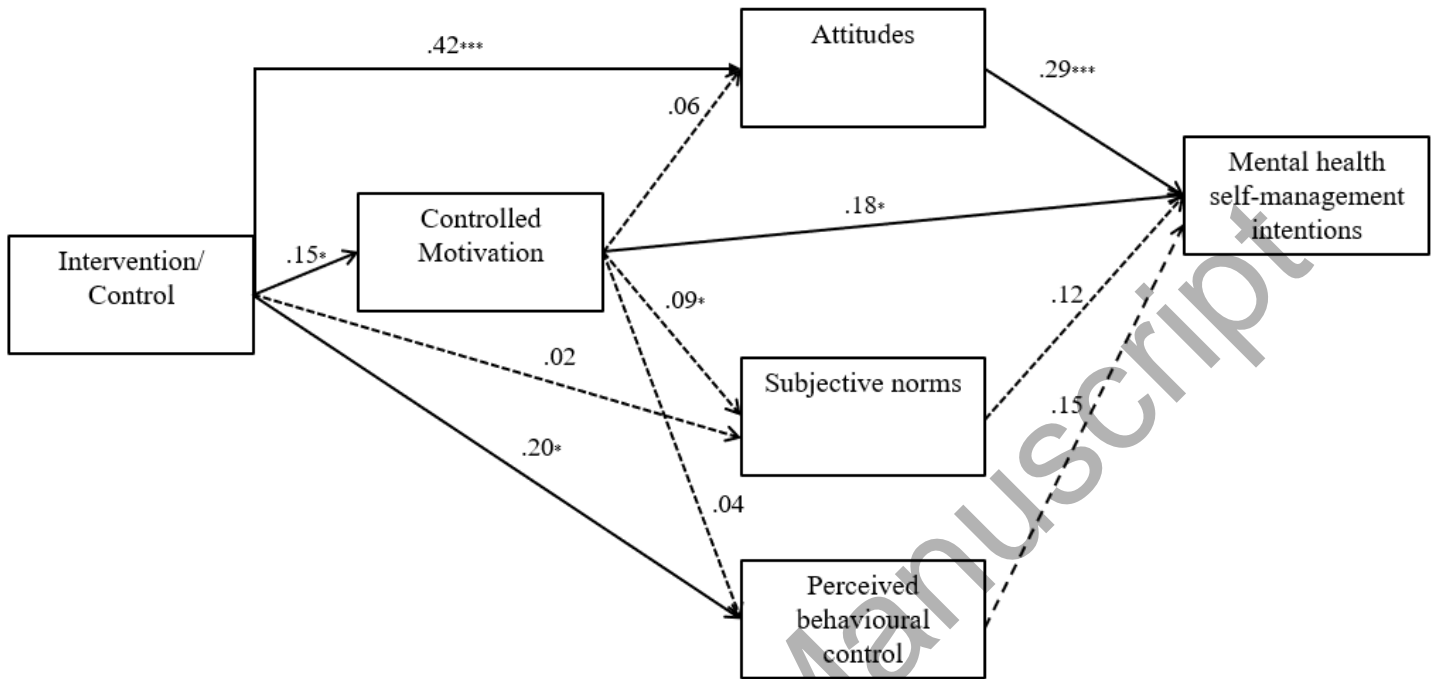 Attitudes
.42***
.29***
.06
Mental health
self-management
intentions
Controlled
Motivation
.18*
Intervention/
Control
.15*
.09*
.12
.02
Subjective norms
.15
.20*
.04
Perceived
behavioural
control
Manuscript